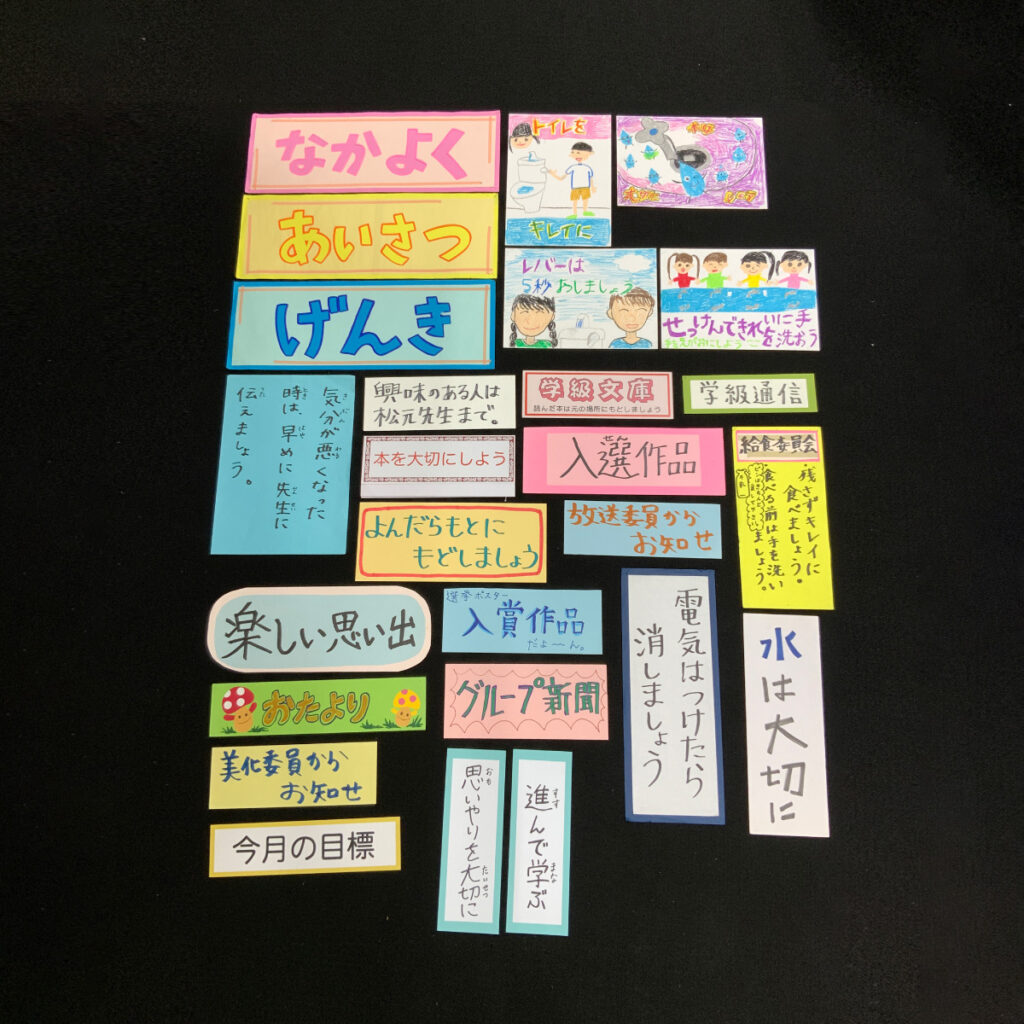 なかよく
あいさつ
げんき
トイレを
キレイに
レバーは
5秒 おしましょう
せっけんできれいに手
を洗おう
気分が悪くなった
時は、早めに先生に
伝えましょう。
興味のある人は
松元先生まで。
学級文庫
読んだ本は元の場所にもどしましょう
学級通信
本を大切にしよう
入選作品
給食委員会
残さずキレイに
食べましょう。
食べる前は手を洗い
ましょう。
よんだらもとに
もどしましょう
放送委員から
お知らせ
楽しい思い出
選挙ポスター
入賞作品
だよ〜ん。
電気はつけたら
消しましょう
水は大切に
おたより
グループ新聞
美化委員から
お知らせ
今月の目標
思いやりを大切に
進んで学ぶ